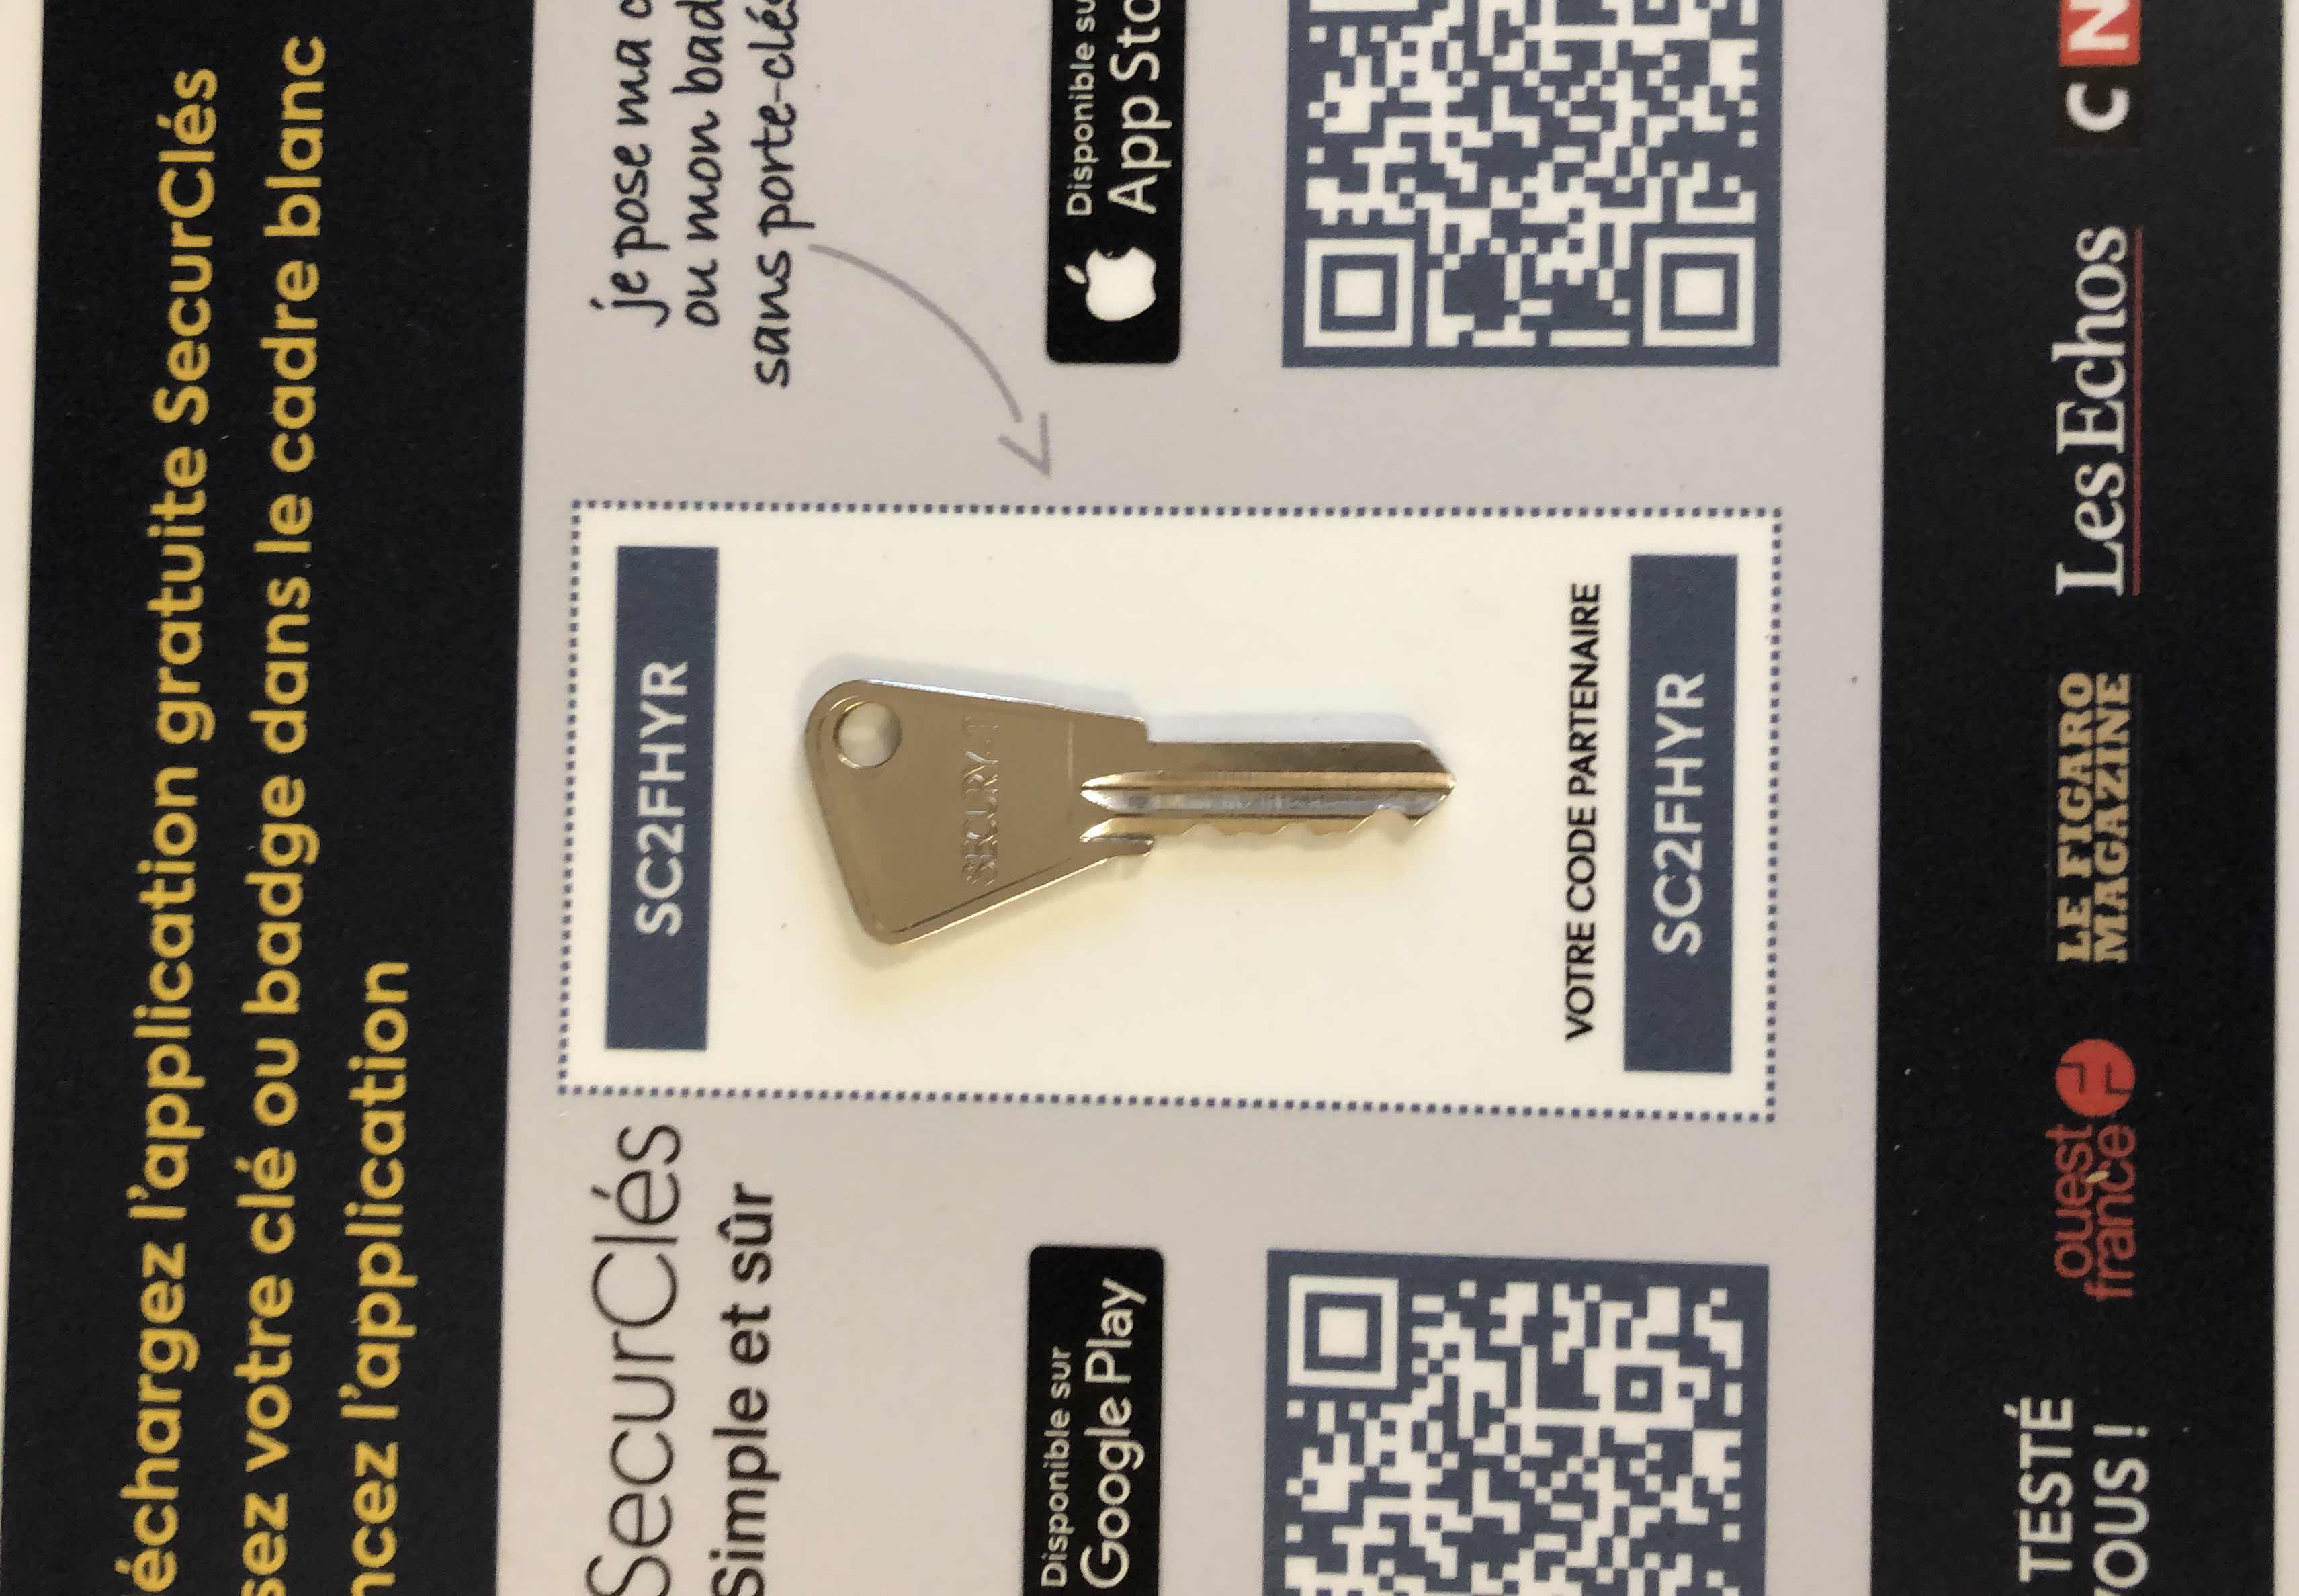 échargez l'application gratuite SecurClés
sez votre clé ou badge dans le cadre blanc
ncez l'application
SecurClés
Simple et sûr
SC2FHYR
je pose ma c
ou mon bad
sans porte-clés
SECURY-T
Disponible sur
Google Play
Disponible su
App Sto
VOTRE CODE PARTENAIRE
SC2FHYR
TESTÉ
VOUS !
ouest
france
LE FIGARO
MAGAZINE
Les Echos
CN